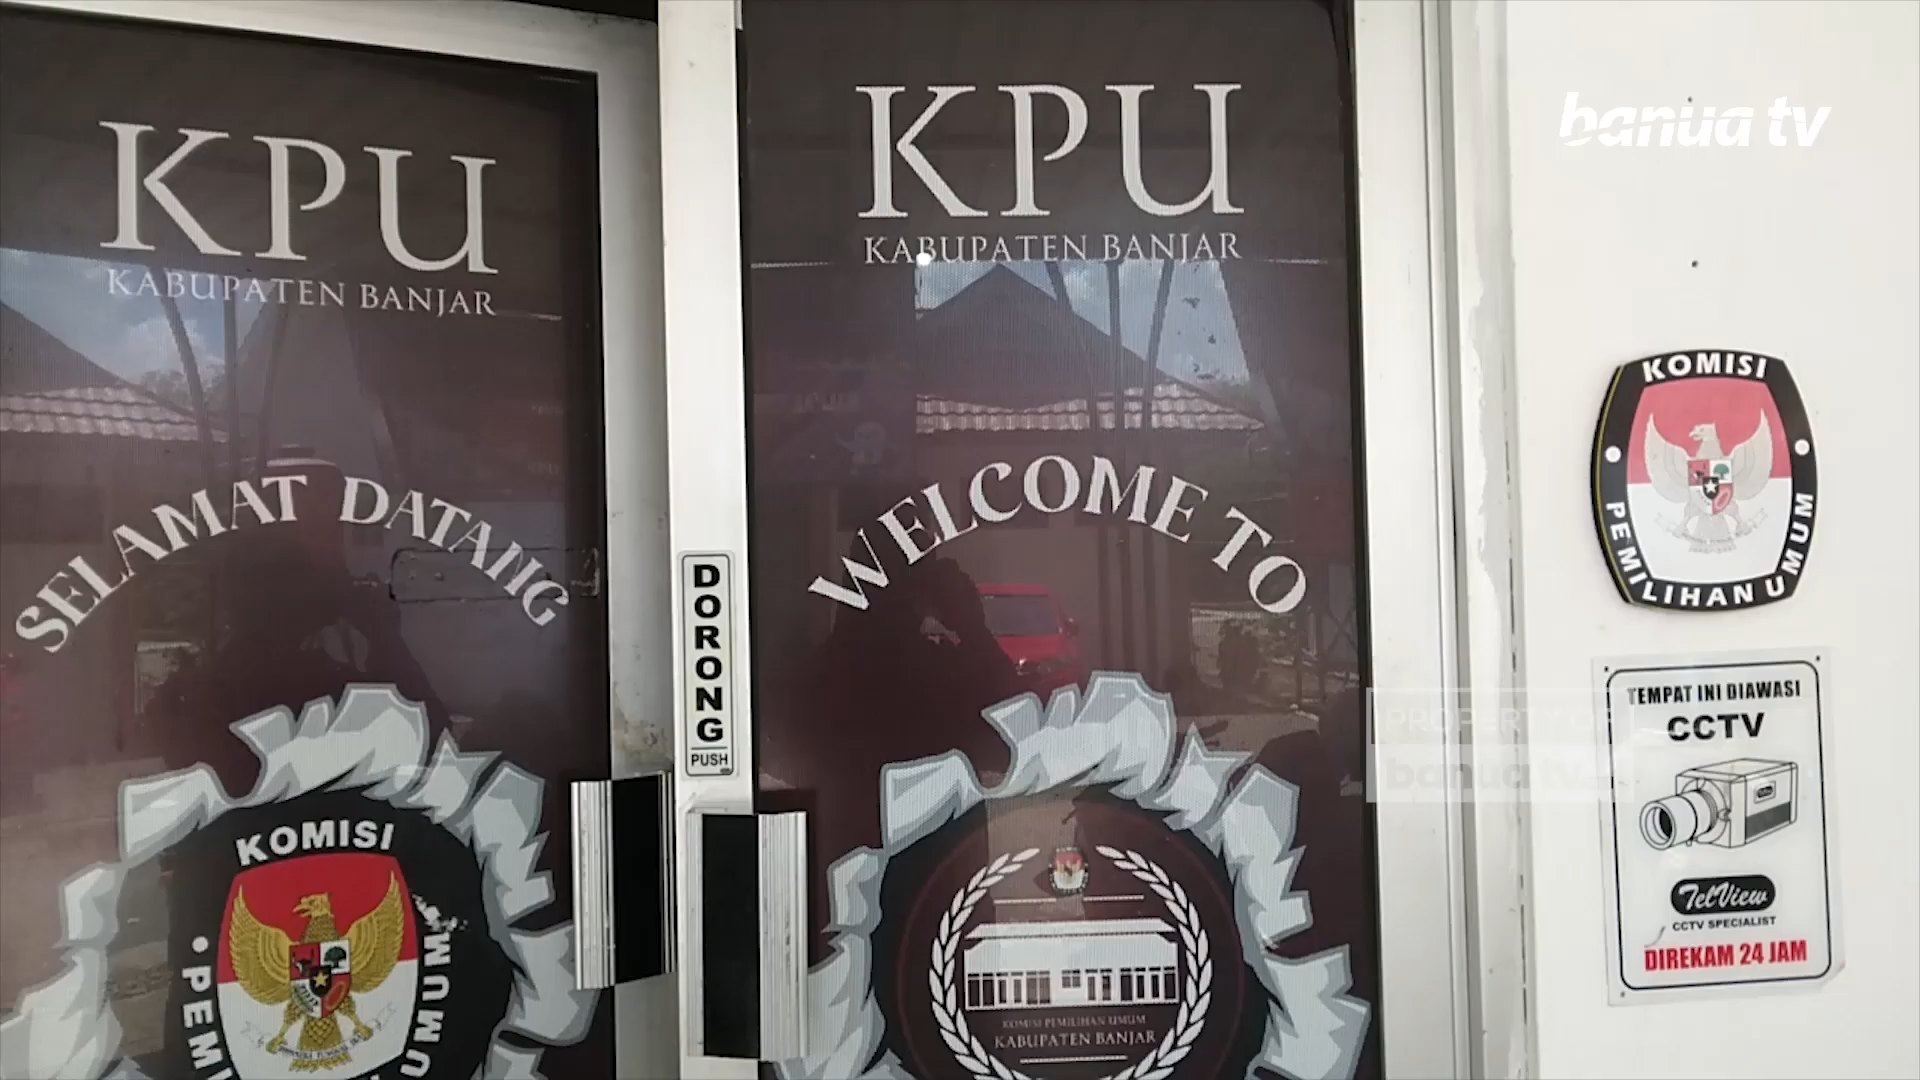 KPU
KABUPATEN BANJAR
SELAMAT DATANG
KOMISI
PEMI
UMUM
DORONG
PUSH
KPU
KABUPATEN BANJAR
WELCOME TO
KOMISI PEMILIHAN UMUM
KABUPATEN BANJAR
banua tv
KOMISI
PEMILIHAN UMUM
PROPERTY OF
banua tv
TEMPAT INI DIAWASI
CCTV
TelView
CCTV SPECIALIST
DIREKAM 24 JAM